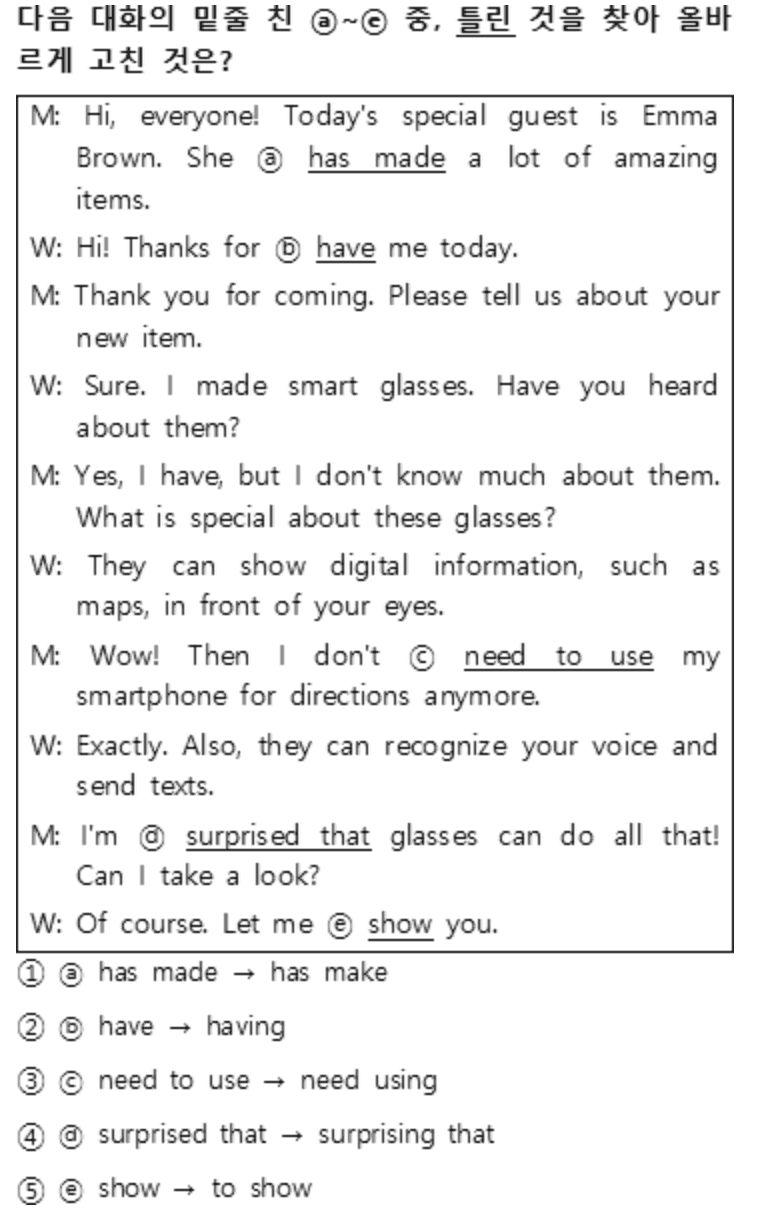 다음 대화의 밑줄 친 ⓐ~ⓔ 중, 틀린 것을 찾아 올바
르게 고친 것은?
M: Hi, everyone! Today's special guest is Emma
Brown. She ⓐ has made a lot of amazing
items.
W: Hi! Thanks for ⓑ have me today.
M: Thank you for coming. Please tell us about your
new item.
W: Sure. I made smart glasses. Have you heard
about them?
M: Yes, I have, but I don't know much about them.
What is special about these glasses?
W: They can show digital information, such as
maps, in front of your eyes.
M: Wow! Then I don't ⓒ need to use my
smartphone for directions anymore.
W: Exactly. Also, they can recognize your voice and
send texts.
M: I'm ⓓ surprised that glasses can do all that!
Can I take a look?
W: Of course. Let me ⓔ show you.
① ⓐ has made → has make
② ⓑ have → having
③ ⓒ need to use → need using
④ ⓓ surprised that → surprising that
⑤ ⓔ show → to show